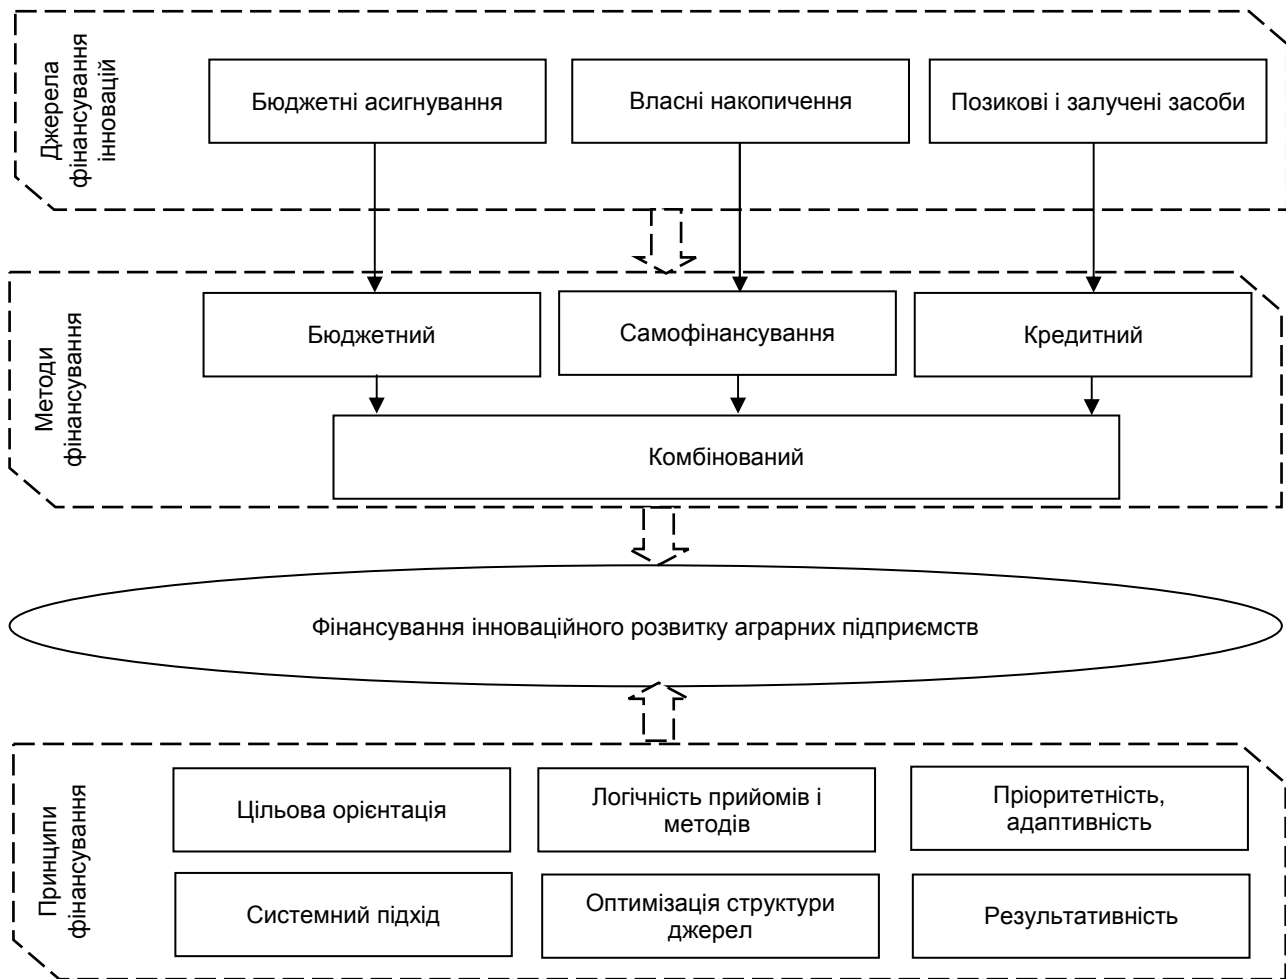 Джерела
фінансування
інновацій
Бюджетні асигнування
Власні накопичення
Позикові і залучені засоби
Методи
фінансування
Бюджетний
Самофінансування
Кредитний
Комбінований
Фінансування інноваційного розвитку аграрних підприємств
Принципи
фінансування
Цільова орієнтація
Логічність прийомів і
методів
Пріоритетність,
адаптивність
Системний підхід
Оптимізація структури
джерел
Результативність